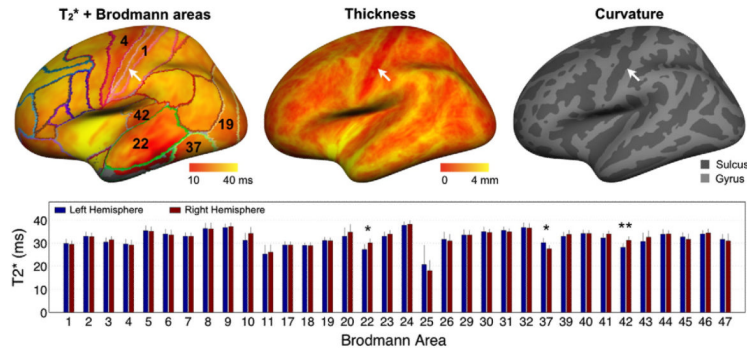 T₂* + Brodmann areas
Thickness
Curvature
4
1
42
22
37
19
10 40 ms
0 4 mm
Sulcus
Gyrus
Left Hemisphere
Right Hemisphere
T2* (ms)
40
30
20
10
0
*
*
**
1 2 3 4 5 6 7 8 9 10 11 17 18 19 20 22 23 24 25 26 29 30 31 32 37 39 40 41 42 43 44 45 46 47
Brodmann Area